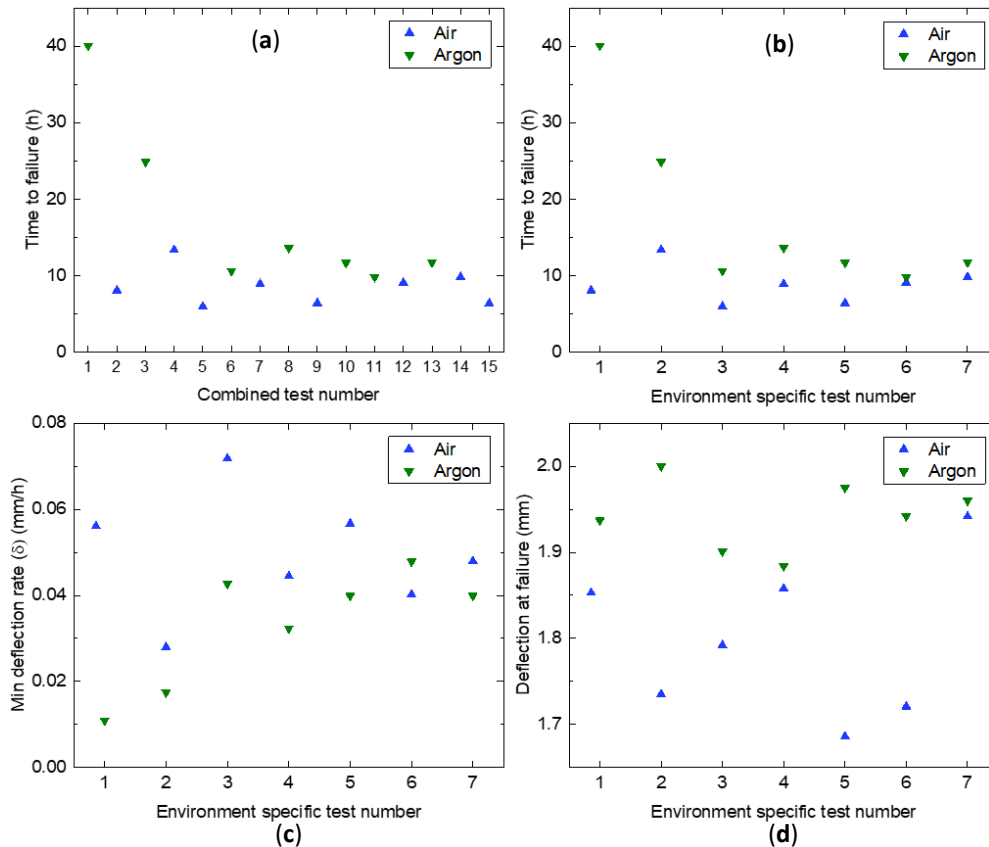 (a)
Air
Argon
Time to failure (h)
40
30
20
10
0
1 2 3 4 5 6 7 8 9 10 11 12 13 14 15
Combined test number
(b)
Air
Argon
Time to failure (h)
40
30
20
10
0
1 2 3 4 5 6 7
Environment specific test number
Air
Argon
Min deflection rate (δ) (mm/h)
0.08
0.06
0.04
0.02
0.00
1 2 3 4 5 6 7
Environment specific test number
(c)
Air
Argon
Deflection at failure (mm)
2.0
1.9
1.8
1.7
1 2 3 4 5 6 7
Environment specific test number
(d)